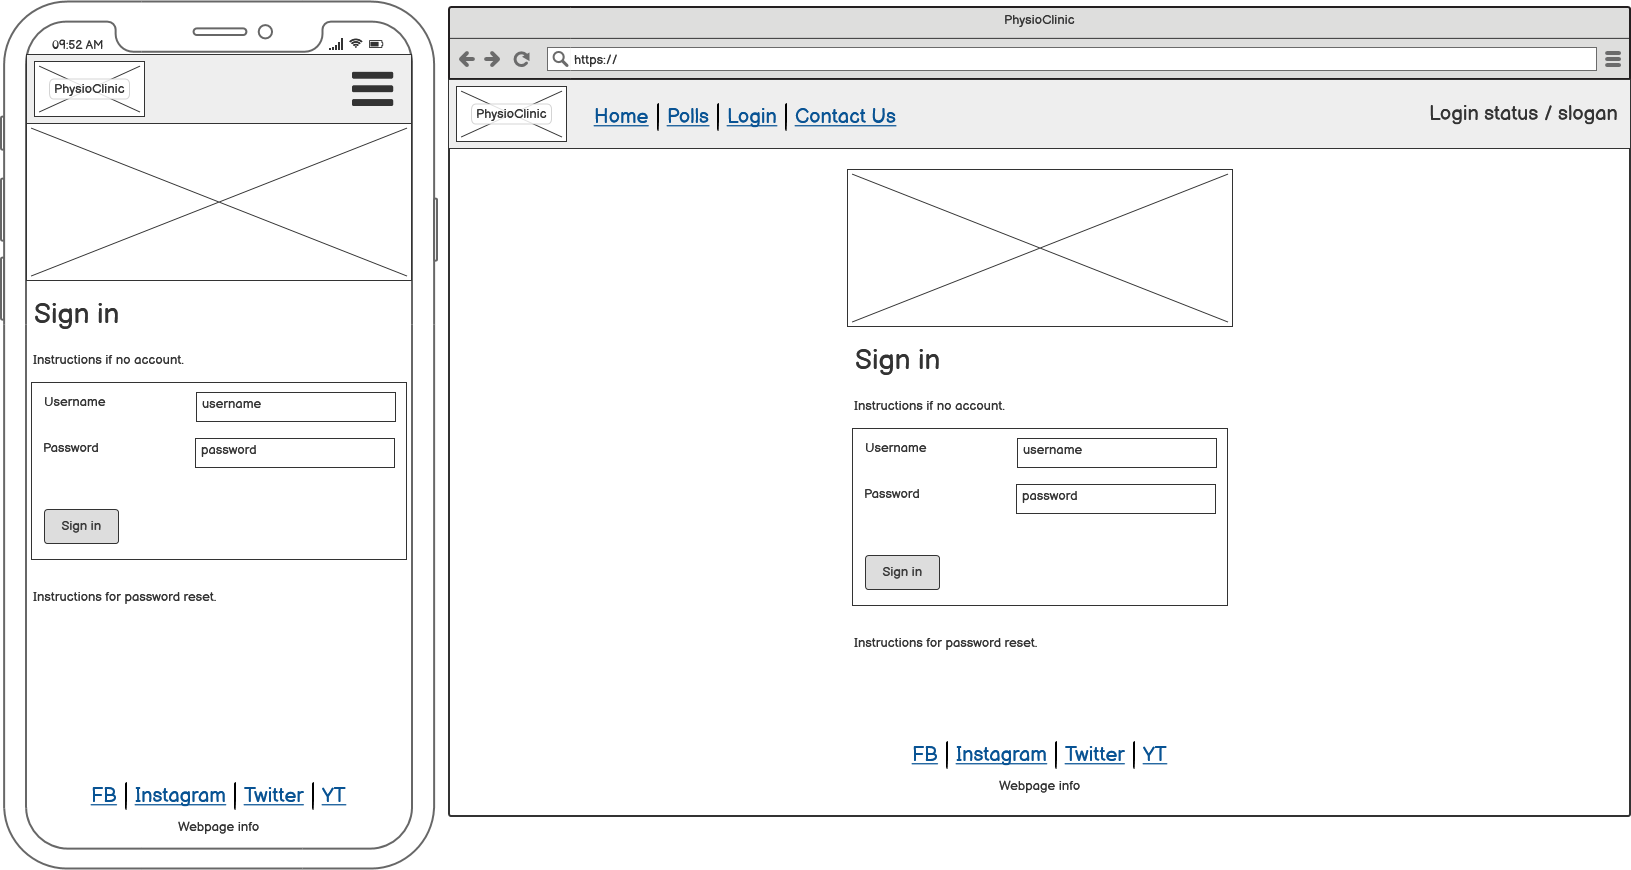 09:52 AM
PhysioClinic
Sign in
Instructions if no account.
Username username
Password password
Sign in
Instructions for password reset.
FB Instagram Twitter YT
Webpage info
PhysioClinic
https://
PhysioClinic Home Polls Login Contact Us Login status / slogan
Sign in
Instructions if no account.
Username username
Password password
Sign in
Instructions for password reset.
FB Instagram Twitter YT
Webpage info